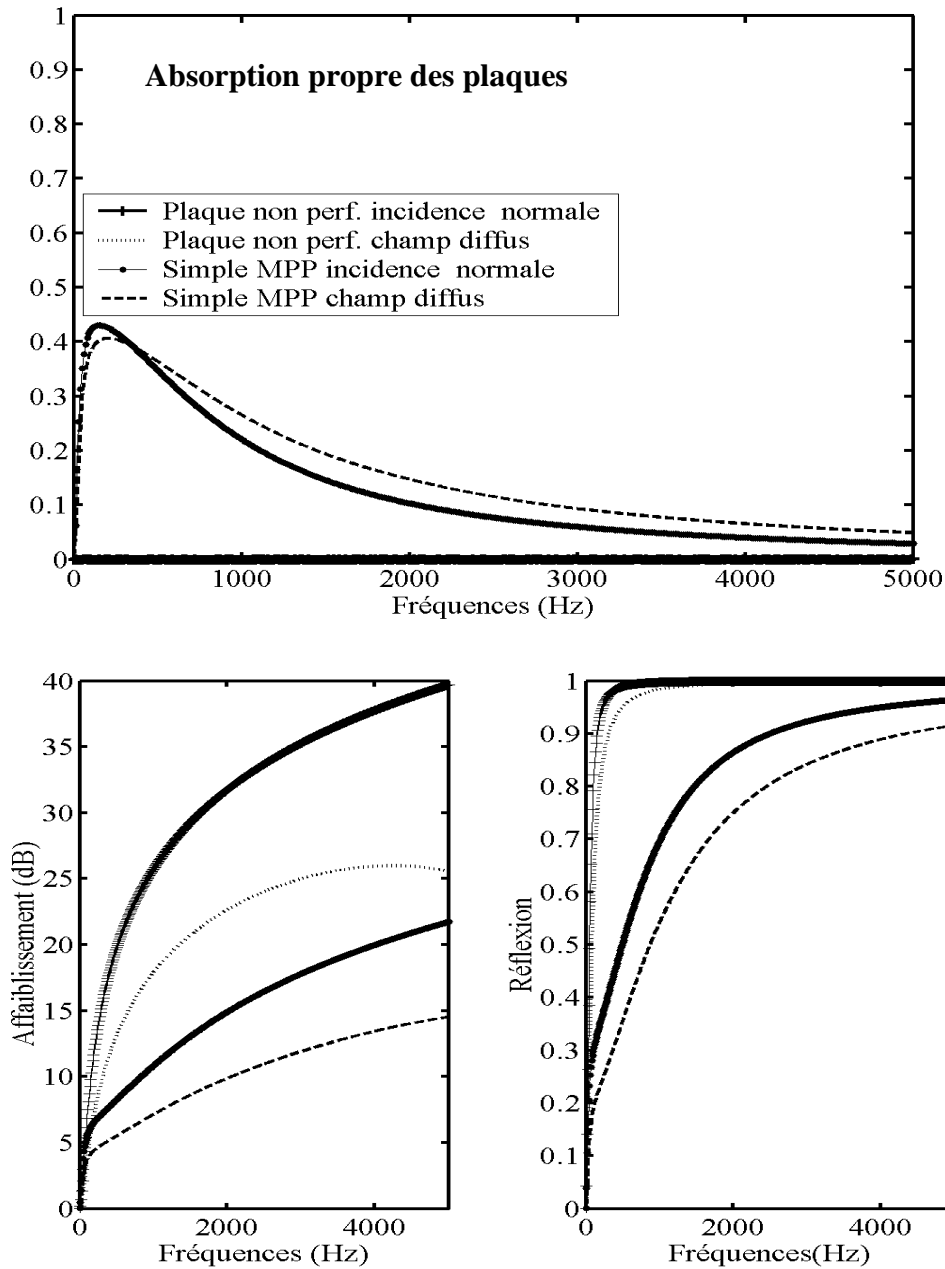 1
0.9
Absorption propre des plaques
0.8
0.7
Plaque non perf. incidence normale
0.6
Plaque non perf. champ diffus
Simple MPP incidence normale
0.5
Simple MPP champ diffus
0.4
0.3
0.2
0.1
0
0 1000 2000 3000 4000 5000
Fréquences (Hz)
40
35
30
25
20
15
10
5
0
Affaiblissement (dB)
0 2000 4000
Fréquences (Hz)
1
0.9
0.8
0.7
0.6
0.5
0.4
0.3
0.2
0.1
0
Réflexion
0 2000 4000
Fréquences(Hz)